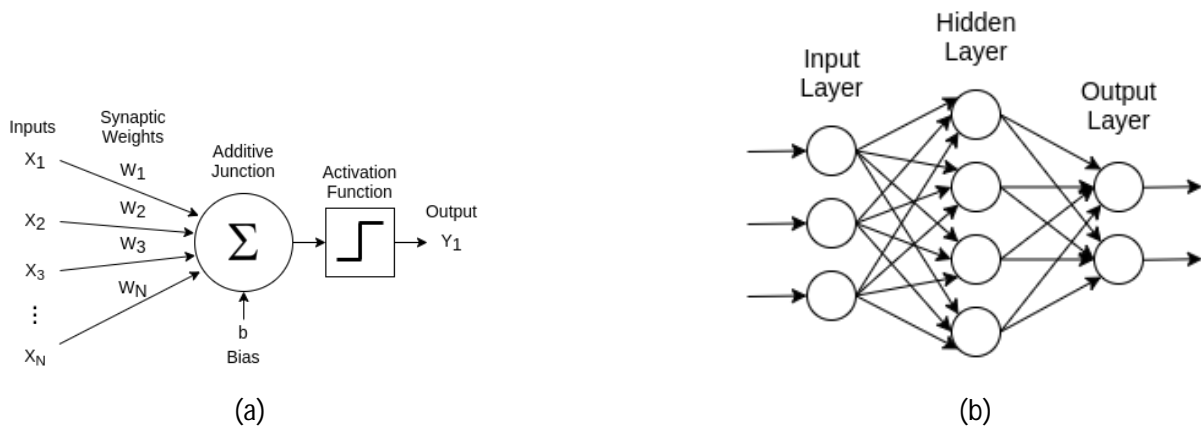 Inputs
X1
X2
X3
⋮
XN
Synaptic
Weights
W1
W2
W3
WN
Additive
Junction
Σ
b
Bias
Activation
Function
Output
Y1
(a)
Input
Layer
Hidden
Layer
Output
Layer
(b)